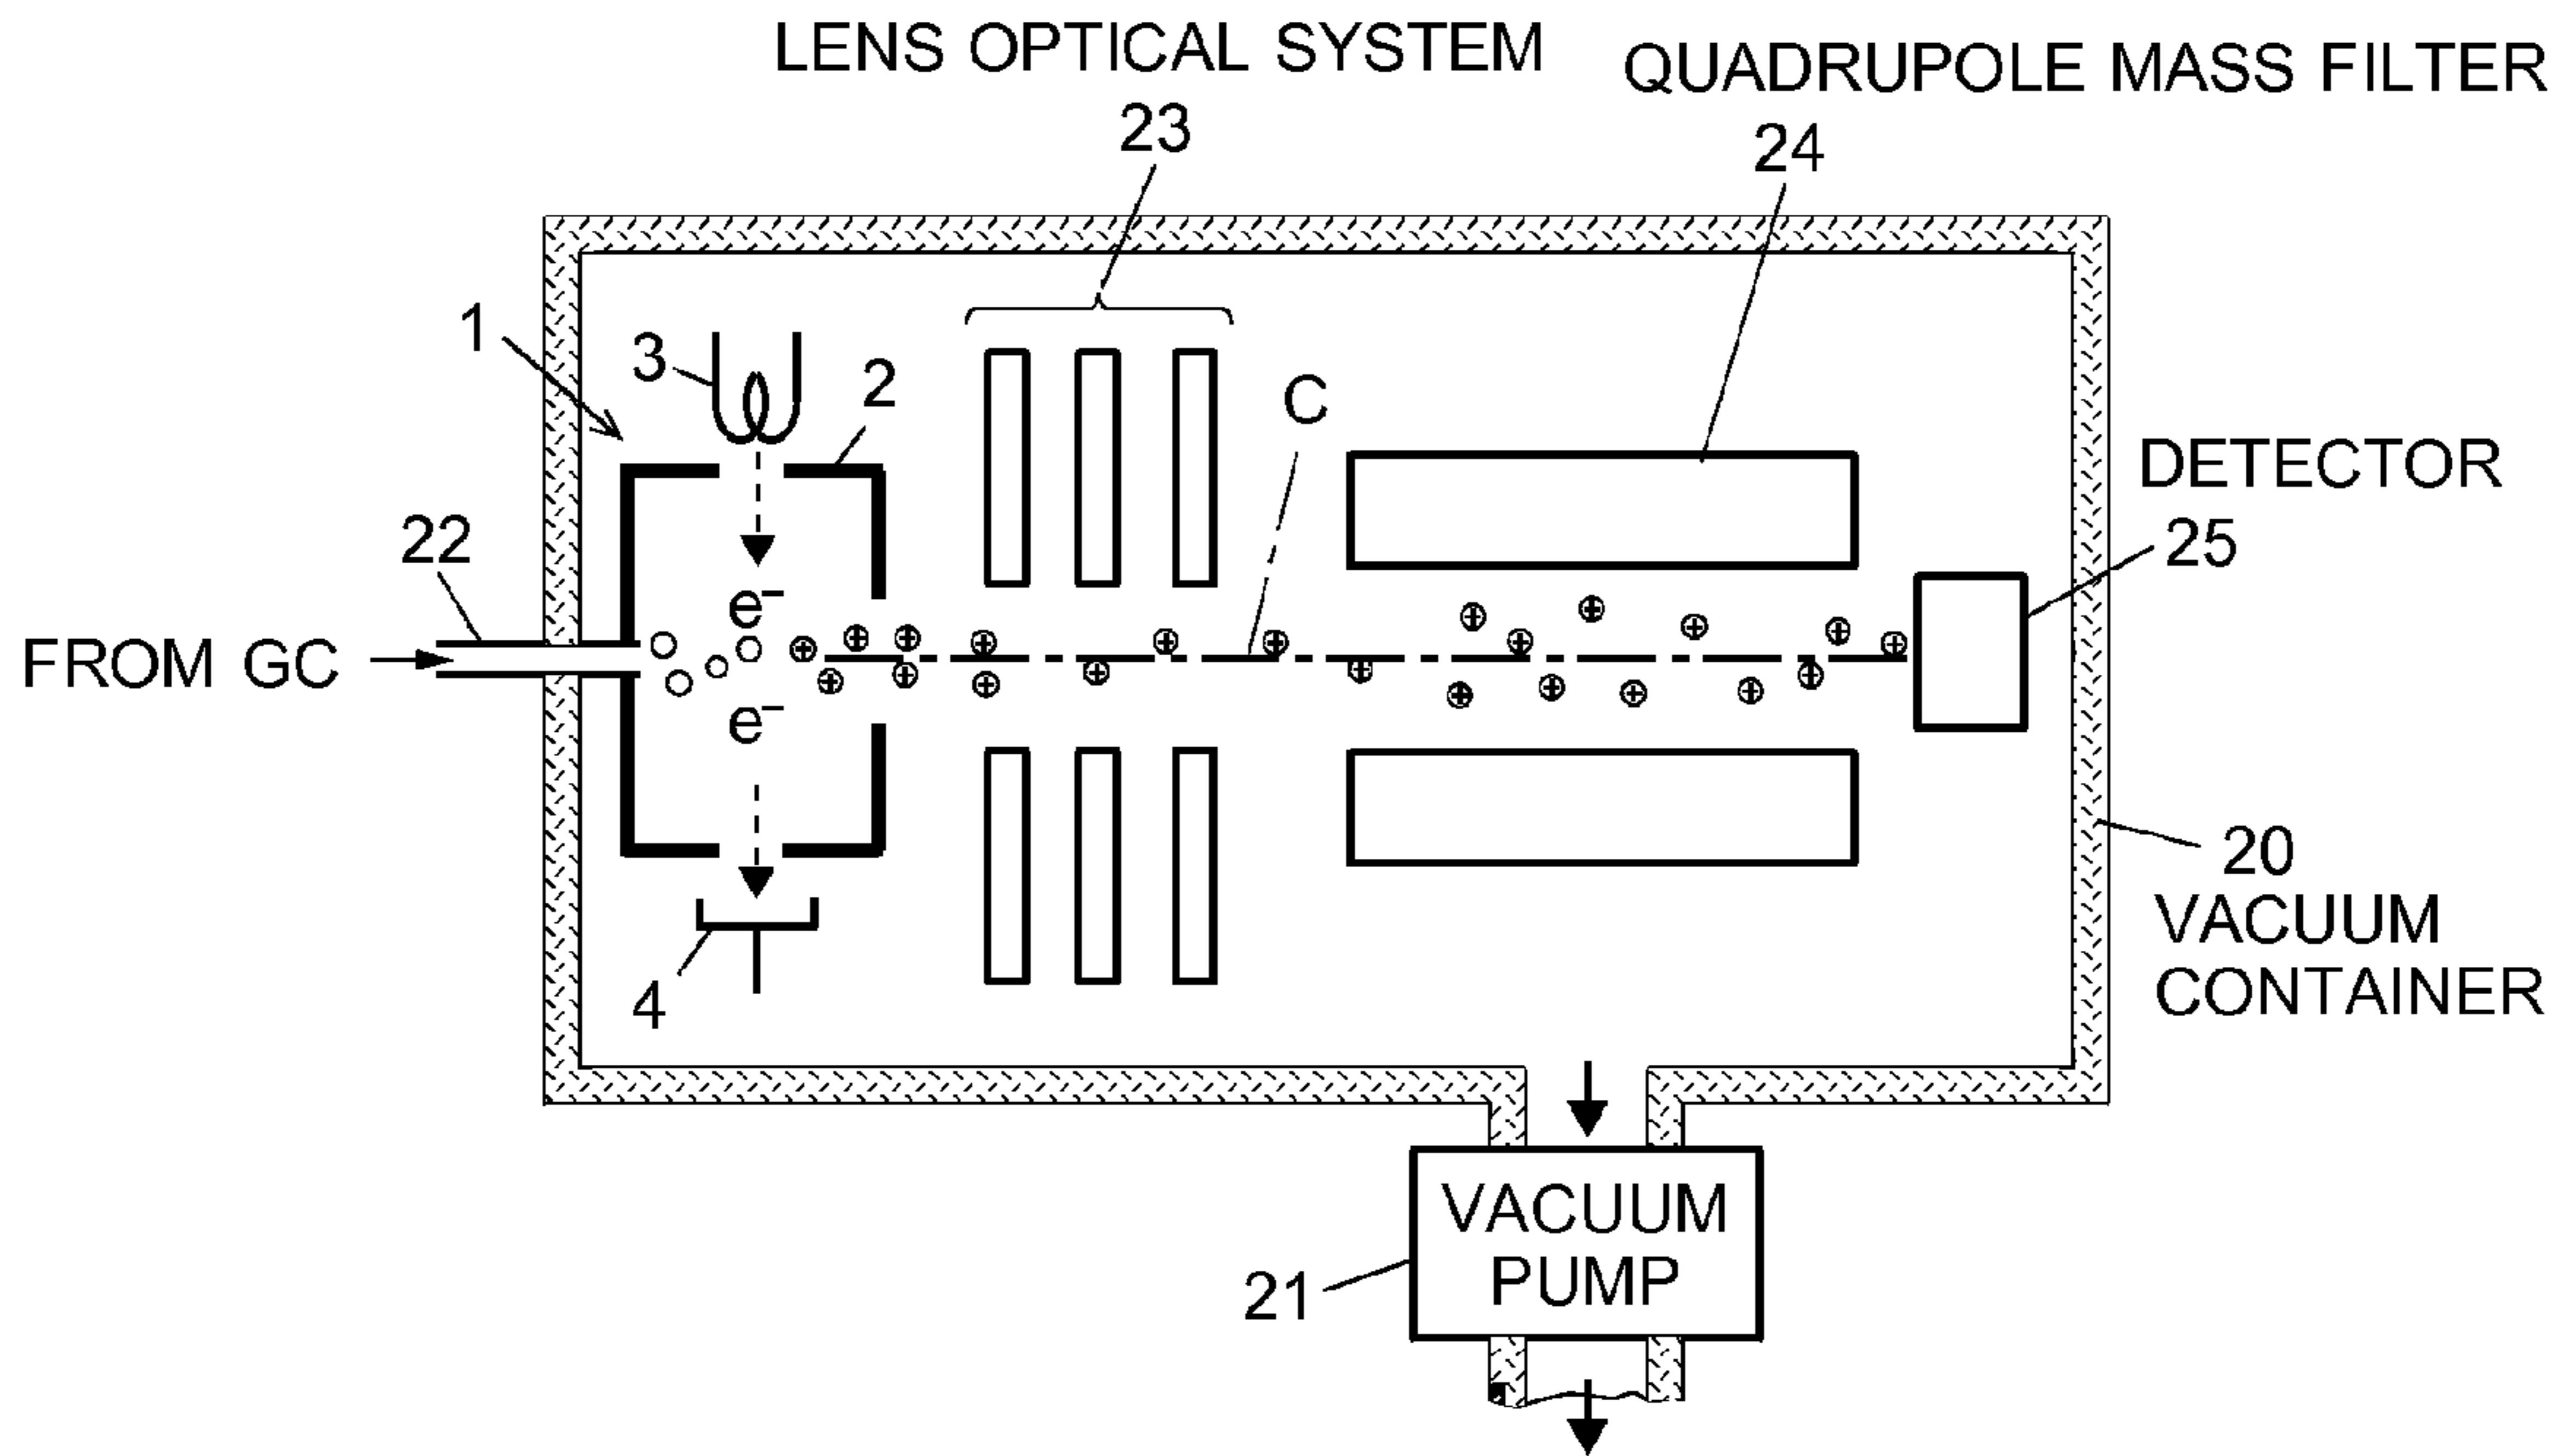 LENS OPTICAL SYSTEM
23
QUADRUPOLE MASS FILTER
24
1
3
2
C
DETECTOR
25
22
FROM GC
e⁻
e⁻
4
20
VACUUM
CONTAINER
VACUUM
PUMP
21